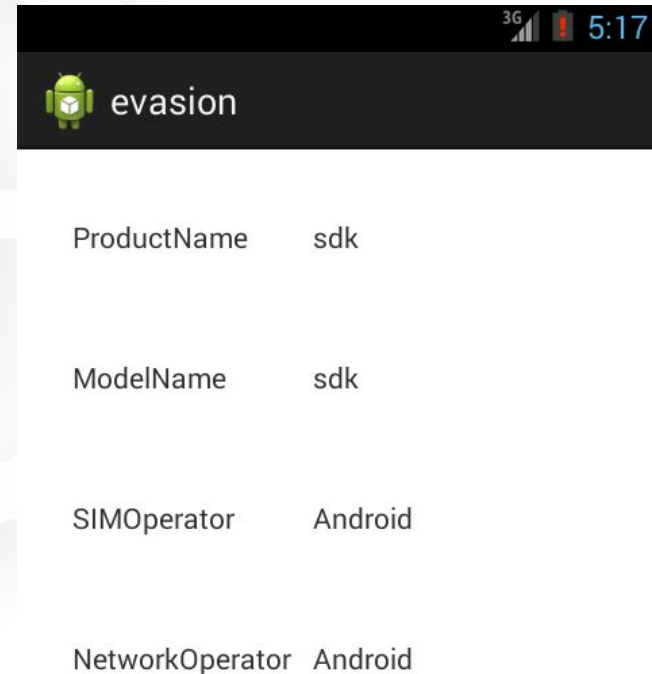 3G 5:17
evasion
ProductName sdk
ModelName sdk
SIMOperator Android
NetworkOperator Android